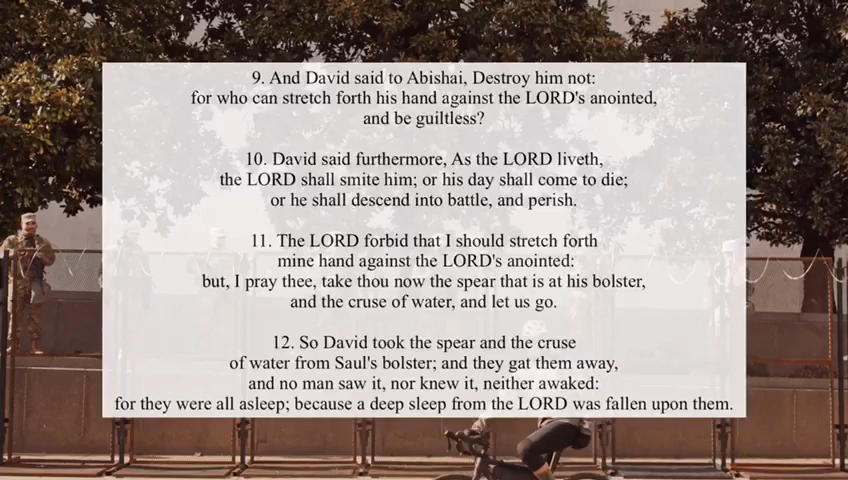 9. And David said to Abishai, Destroy him not:
for who can stretch forth his hand against the LORD's anointed,
and be guiltless?
10. David said furthermore, As the LORD liveth,
the LORD shall smite him; or his day shall come to die;
or he shall descend into battle, and perish.
11. The LORD forbid that I should stretch forth
mine hand against the LORD's anointed:
but, I pray thee, take thou now the spear that is at his bolster,
and the cruse of water, and let us go.
12. So David took the spear and the cruse
of water from Saul's bolster; and they gat them away,
and no man saw it, nor knew it, neither awaked:
for they were all asleep; because a deep sleep from the LORD was fallen upon them.